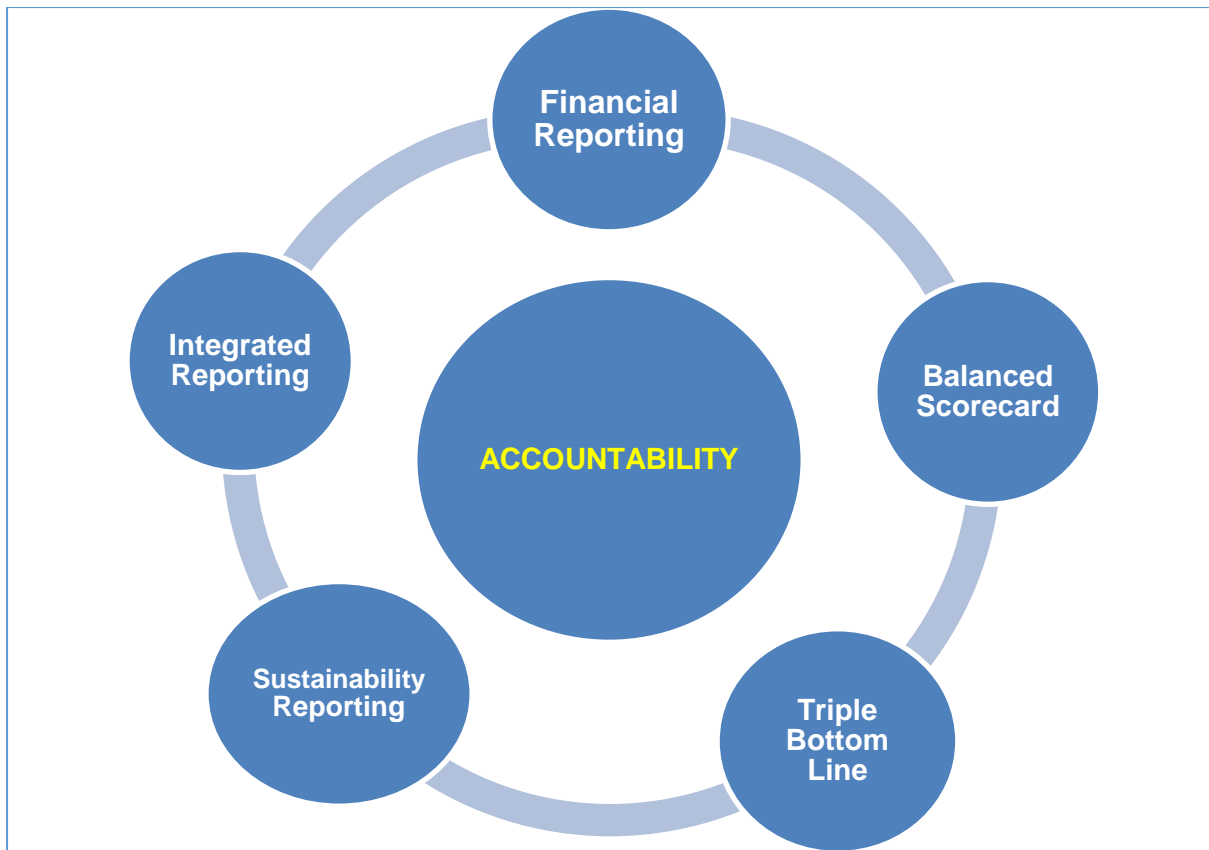 Financial
Reporting
Balanced
Scorecard
Triple
Bottom
Line
Sustainability
Reporting
Integrated
Reporting
ACCOUNTABILITY